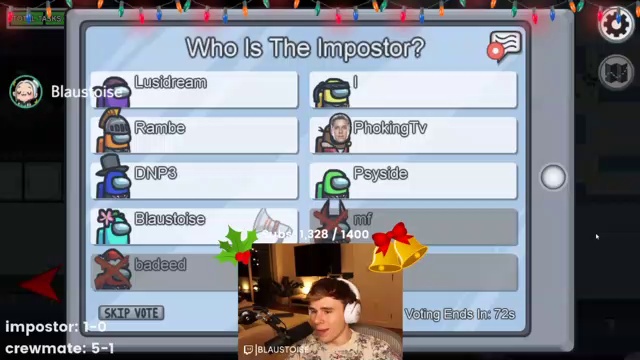 TOTAL TASKS
Who Is The Impostor?
Lusidream
I
Blaustoise
Rambe
PhokingTv
DNP3
Psyside
Blaustoise
mf
Subs: 1,328 / 1400
badeed
SKIP VOTE
Voting Ends In: 72s
impostor: 1-0
crewmate: 5-1
BLAUSTOISE